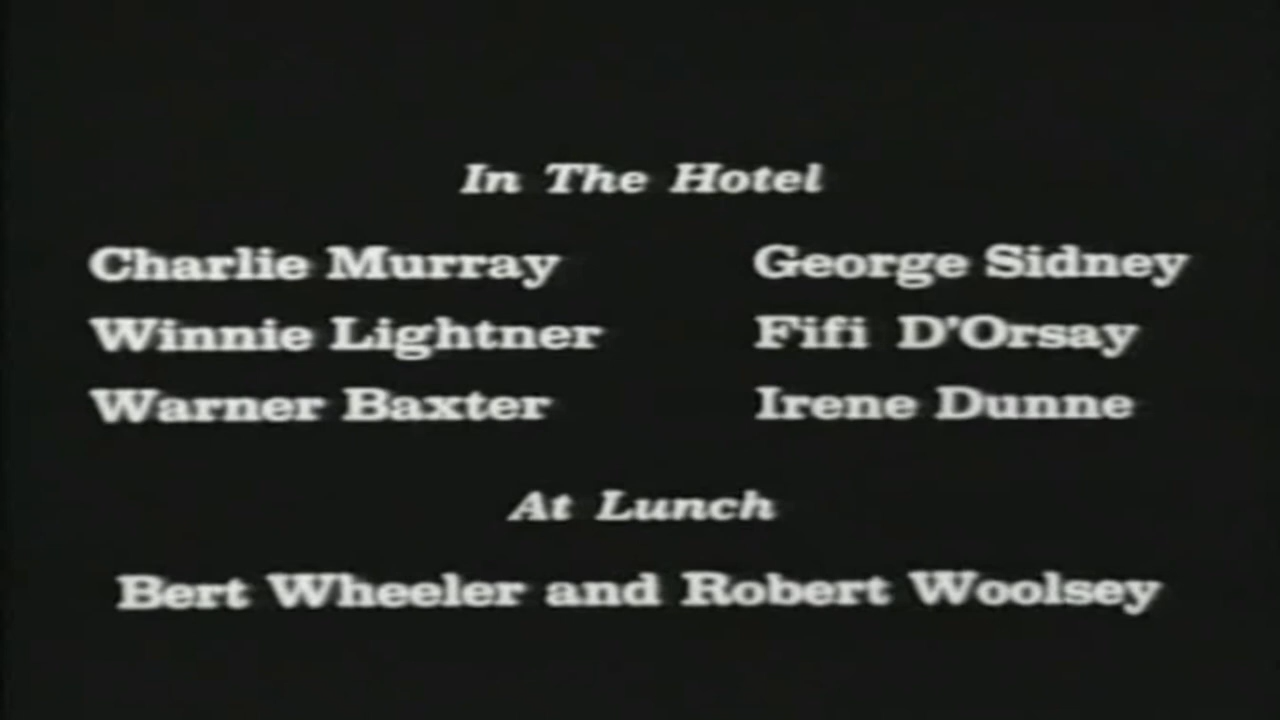 In The Hotel
Charlie Murray George Sidney
Winnie Lightner Fifi D'Orsay
Warner Baxter Irene Dunne
At Lunch
Bert Wheeler and Robert Woolsey